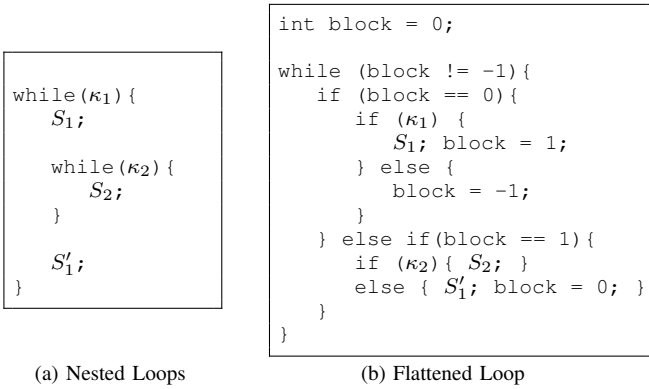 while(κ₁){
S₁;
while(κ₂){
S₂;
}
S′₁;
}
(a) Nested Loops
int block = 0;
while (block != -1){
if (block == 0){
if (κ₁) {
S₁; block = 1;
} else {
block = -1;
}
} else if(block == 1){
if (κ₂){ S₂; }
else { S′₁; block = 0; }
}
}
(b) Flattened Loop